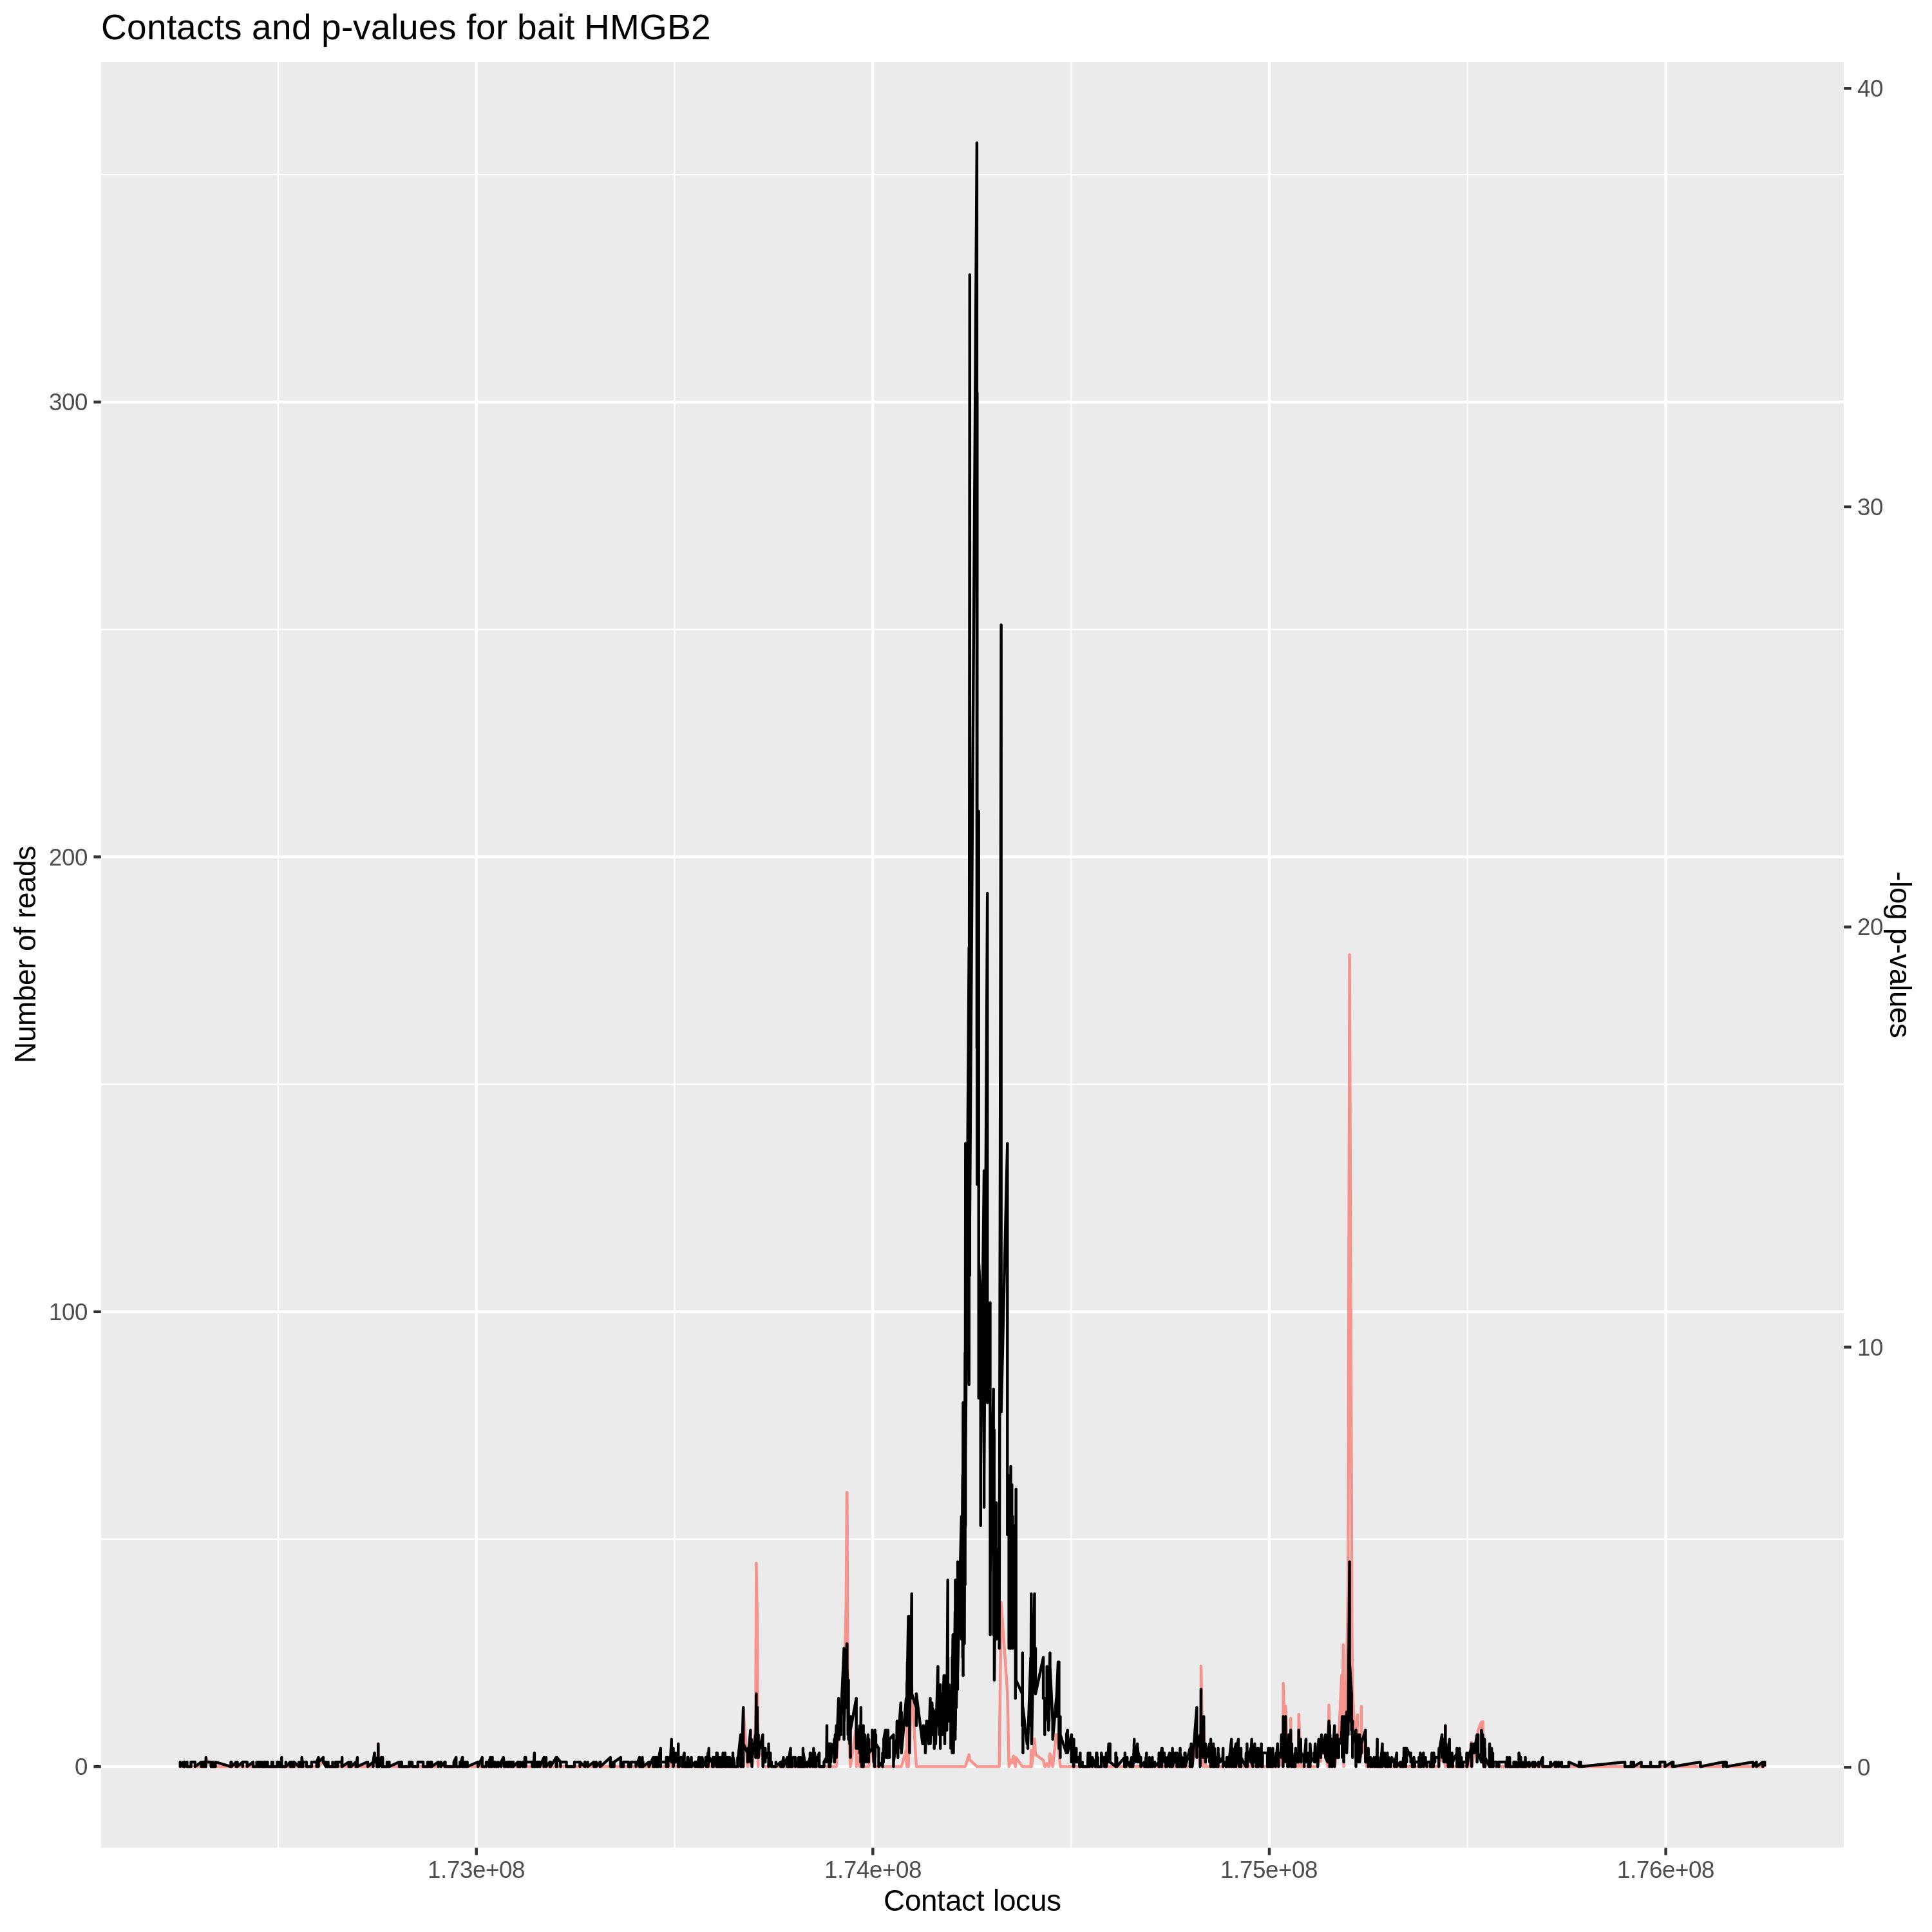 Contacts and p-values for bait HMGB2
40
300
30
200
20
100
10
0
0
Number of reads
-log p-values
1.73e+08
1.74e+08
1.75e+08
1.76e+08
Contact locus